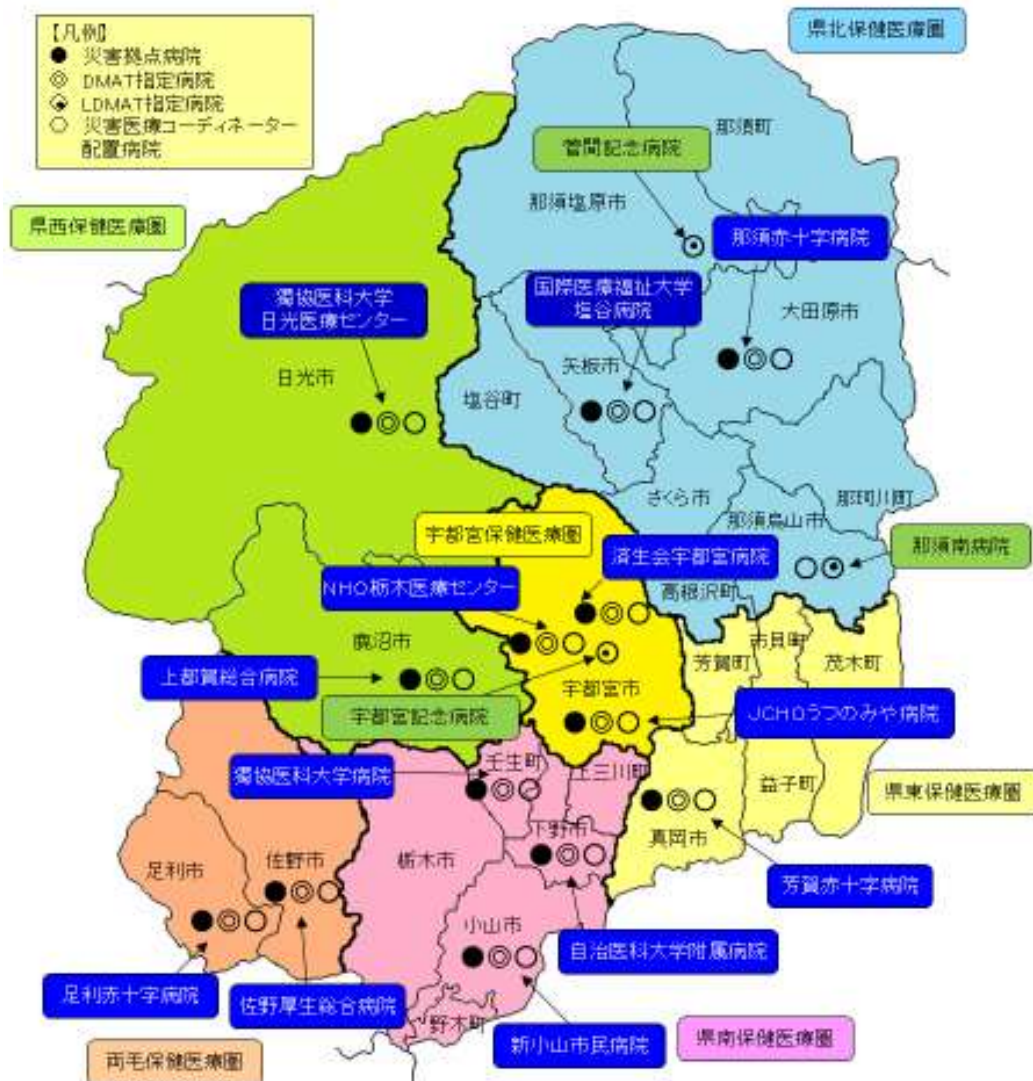 【凡例】
● 災害拠点病院
◎ DMAT指定病院
LDMAT指定病院
○ 災害医療コーディネーター
配置病院
県北保健医療圏
那須町
菅間記念病院
那須塩原市
県西保健医療圏
那須赤十字病院
国際医療福祉大学
塩谷病院
獨協医科大学
日光医療センター
大田原市
矢板市
日光市
塩谷町
さくら市
那珂川町
那須烏山市
宇都宮保健医療圏
済生会宇都宮病院
那須南病院
NHO栃木医療センター
高根沢町
鹿沼市
芳賀町
市貝町
茂木町
上都賀総合病院
宇都宮市
宇都宮記念病院
JCHOうつのみや病院
壬生町
上三川町
獨協医科大学病院
益子町
県東保健医療圏
真岡市
下野市
足利市
佐野市
栃木市
芳賀赤十字病院
小山市
自治医科大学附属病院
足利赤十字病院
佐野厚生総合病院
野木町
新小山市民病院
県南保健医療圏
両毛保健医療圏